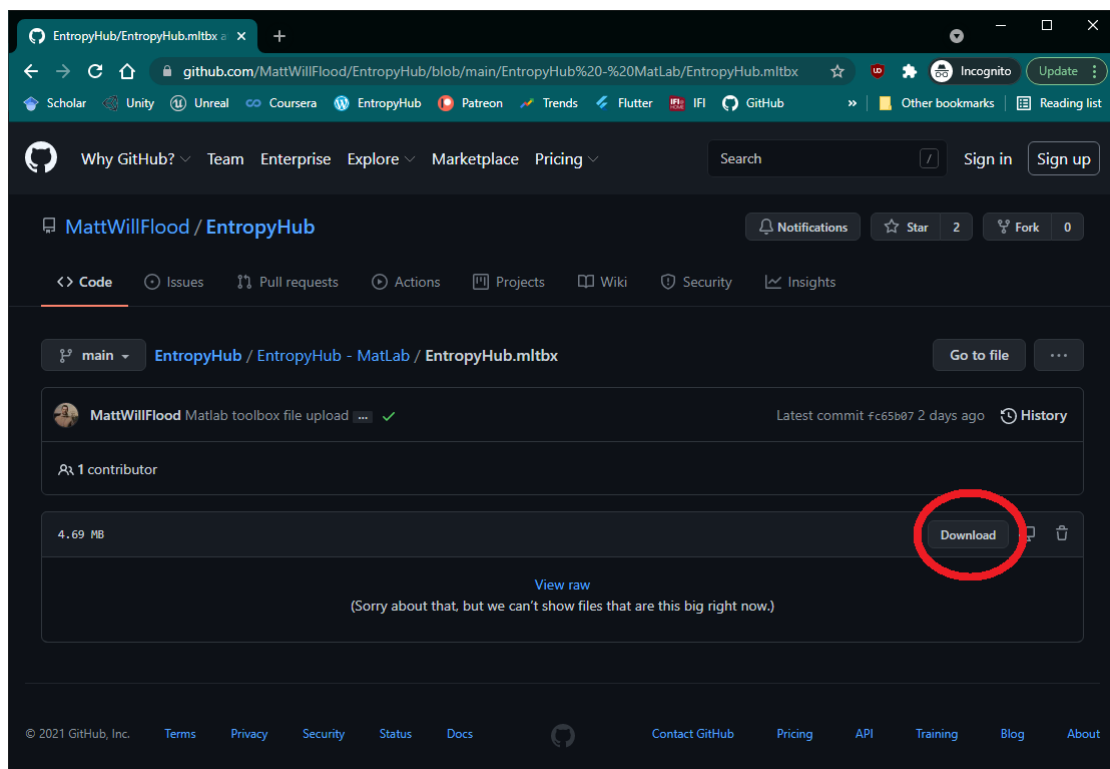 EntropyHub/EntropyHub.mltbx a
github.com/MattWillFlood/EntropyHub/blob/main/EntropyHub%20-%20MatLab/EntropyHub.mltbx Incognito Update
Scholar Unity Unreal Coursera EntropyHub Patreon Trends Flutter IFI GitHub » Other bookmarks Reading list
Why GitHub? Team Enterprise Explore Marketplace Pricing Search / Sign in Sign up
MattWillFlood / EntropyHub Notifications Star 2 Fork 0
<> Code Issues Pull requests Actions Projects Wiki Security Insights
main EntropyHub / EntropyHub - MatLab / EntropyHub.mltbx Go to file ...
MattWillFlood Matlab toolbox file upload ... Latest commit fc65b07 2 days ago History
1 contributor
4.69 MB Download
View raw
(Sorry about that, but we can't show files that are this big right now.)
© 2021 GitHub, Inc. Terms Privacy Security Status Docs Contact GitHub Pricing API Training Blog About